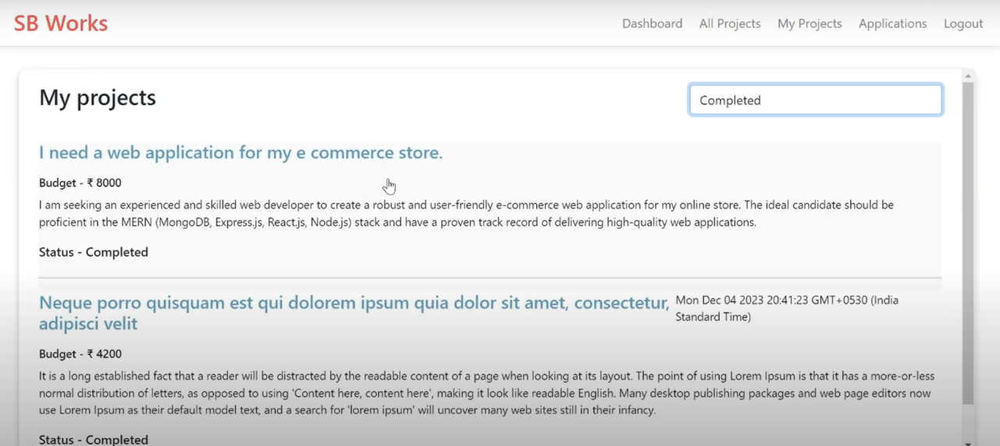 SB Works
Dashboard All Projects My Projects Applications Logout
My projects
Completed
I need a web application for my e commerce store.
Budget - ₹ 8000
I am seeking an experienced and skilled web developer to create a robust and user-friendly e-commerce web application for my online store. The ideal candidate should be
proficient in the MERN (MongoDB, Express.js, React.js, Node.js) stack and have a proven track record of delivering high-quality web applications.
Status - Completed
Neque porro quisquam est qui dolorem ipsum quia dolor sit amet, consectetur,
adipisci velit
Mon Dec 04 2023 20:41:23 GMT+0530 (India
Standard Time)
Budget - ₹ 4200
It is a long established fact that a reader will be distracted by the readable content of a page when looking at its layout. The point of using Lorem Ipsum is that it has a more-or-less
normal distribution of letters, as opposed to using 'Content here, content here', making it look like readable English. Many desktop publishing packages and web page editors now
use Lorem Ipsum as their default model text, and a search for 'lorem ipsum' will uncover many web sites still in their infancy.
Status - Completed